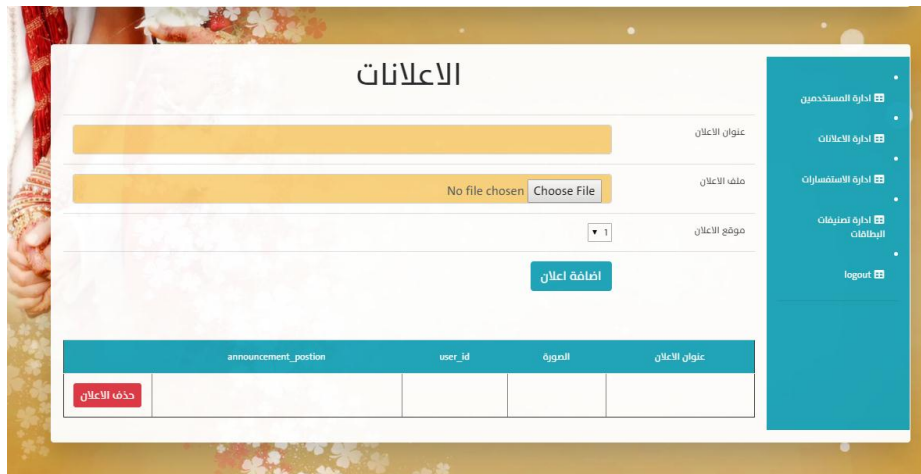 الاعلانات
ادارة المستخدمين
ادارة الاعلانات
ادارة الاستفسارات
ادارة تصنيفات
البطاقات
logout
عنوان الاعلان
ملف الاعلان
Choose File No file chosen
موقع الاعلان
1
اضافة اعلان
عنوان الاعلان الصورة user_id announcement_postion
حذف الاعلان